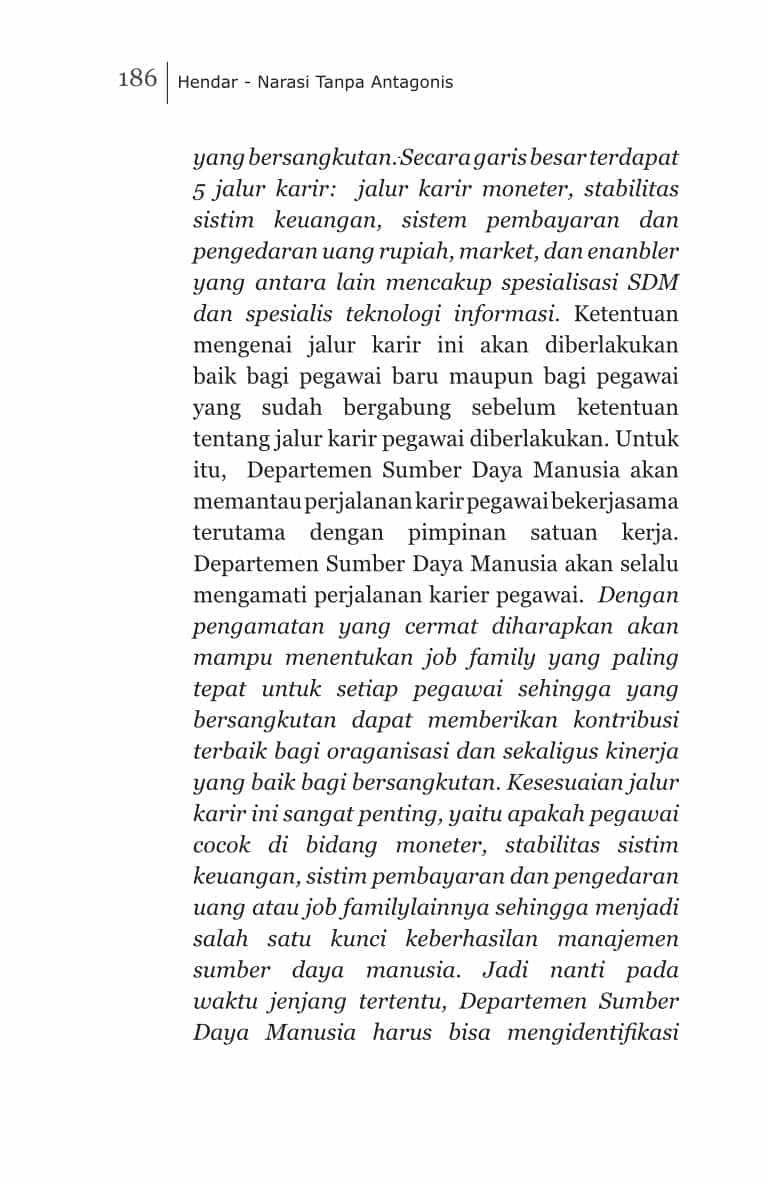 186 Hendar - Narasi Tanpa Antagonis
yang bersangkutan. Secara garis besar terdapat
5 jalur karir: jalur karir moneter, stabilitas
sistim keuangan, sistem pembayaran dan
pengedaran uang rupiah, market, dan enanbler
yang antara lain mencakup spesialisasi SDM
dan spesialis teknologi informasi. Ketentuan
mengenai jalur karir ini akan diberlakukan
baik bagi pegawai baru maupun bagi pegawai
yang sudah bergabung sebelum ketentuan
tentang jalur karir pegawai diberlakukan. Untuk
itu, Departemen Sumber Daya Manusia akan
memantau perjalanan karir pegawai bekerjasama
terutama dengan pimpinan satuan kerja.
Departemen Sumber Daya Manusia akan selalu
mengamati perjalanan karier pegawai. Dengan
pengamatan yang cermat diharapkan akan
mampu menentukan job family yang paling
tepat untuk setiap pegawai sehingga yang
bersangkutan dapat memberikan kontribusi
terbaik bagi oraganisasi dan sekaligus kinerja
yang baik bagi bersangkutan. Kesesuaian jalur
karir ini sangat penting, yaitu apakah pegawai
cocok di bidang moneter, stabilitas sistim
keuangan, sistim pembayaran dan pengedaran
uang atau job familylainnya sehingga menjadi
salah satu kunci keberhasilan manajemen
sumber daya manusia. Jadi nanti pada
waktu jenjang tertentu, Departemen Sumber
Daya Manusia harus bisa mengidentifikasi